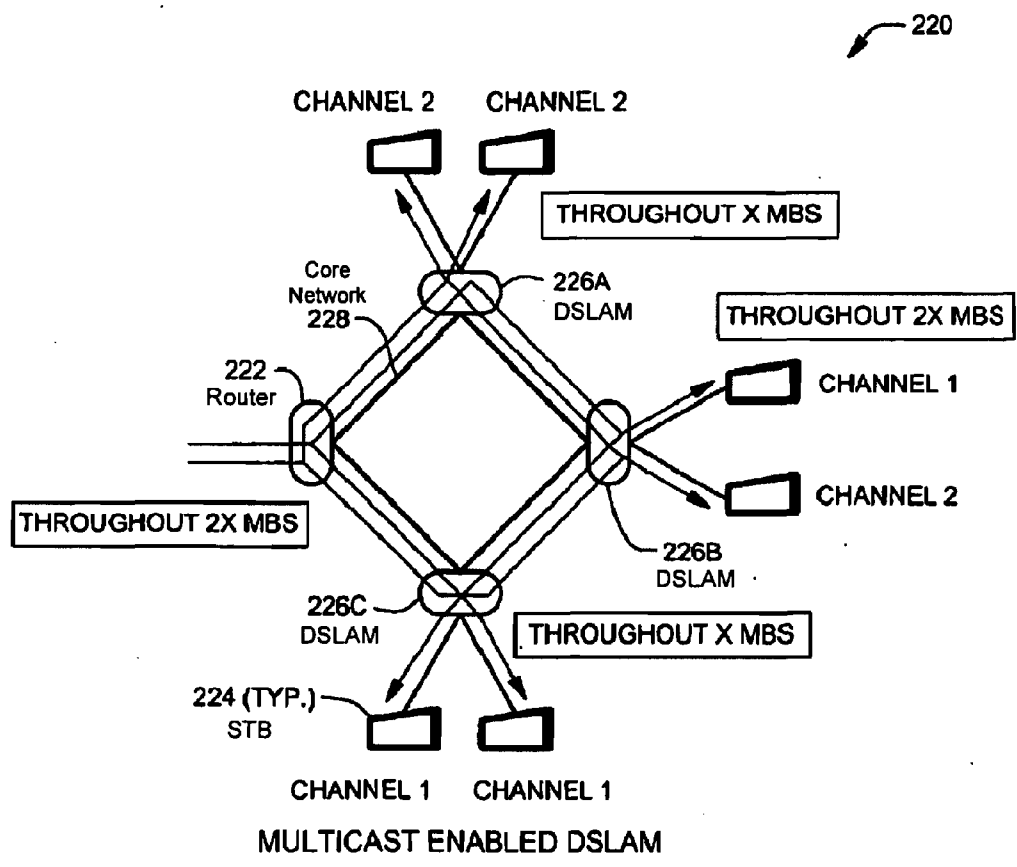 220
CHANNEL 2 CHANNEL 2
THROUGHOUT X MBS
Core
Network
228
226A
DSLAM
THROUGHOUT 2X MBS
222
Router
CHANNEL 1
CHANNEL 2
THROUGHOUT 2X MBS
226B
DSLAM
226C
DSLAM
THROUGHOUT X MBS
224 (TYP.)
STB
CHANNEL 1 CHANNEL 1
MULTICAST ENABLED DSLAM